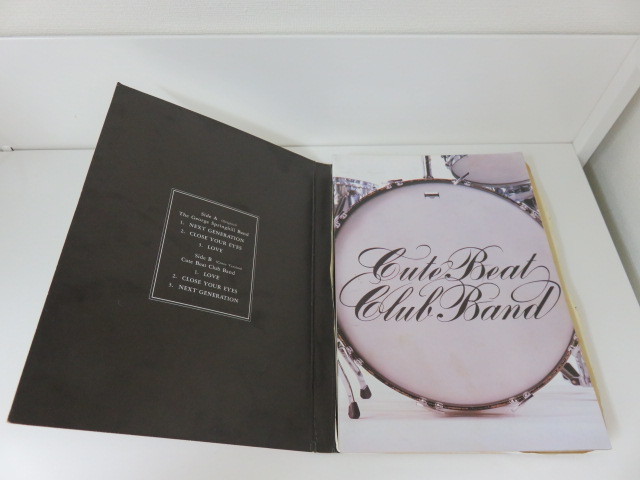 Side A
The George Springhill Band
1. NEXT GENERATION
2. CLOSE YOUR EYES
3. LOVE
Side B
Cute Beat Club Band
1. LOVE
2. CLOSE YOUR EYES
3. NEXT GENERATION
Cute Beat
Club Band